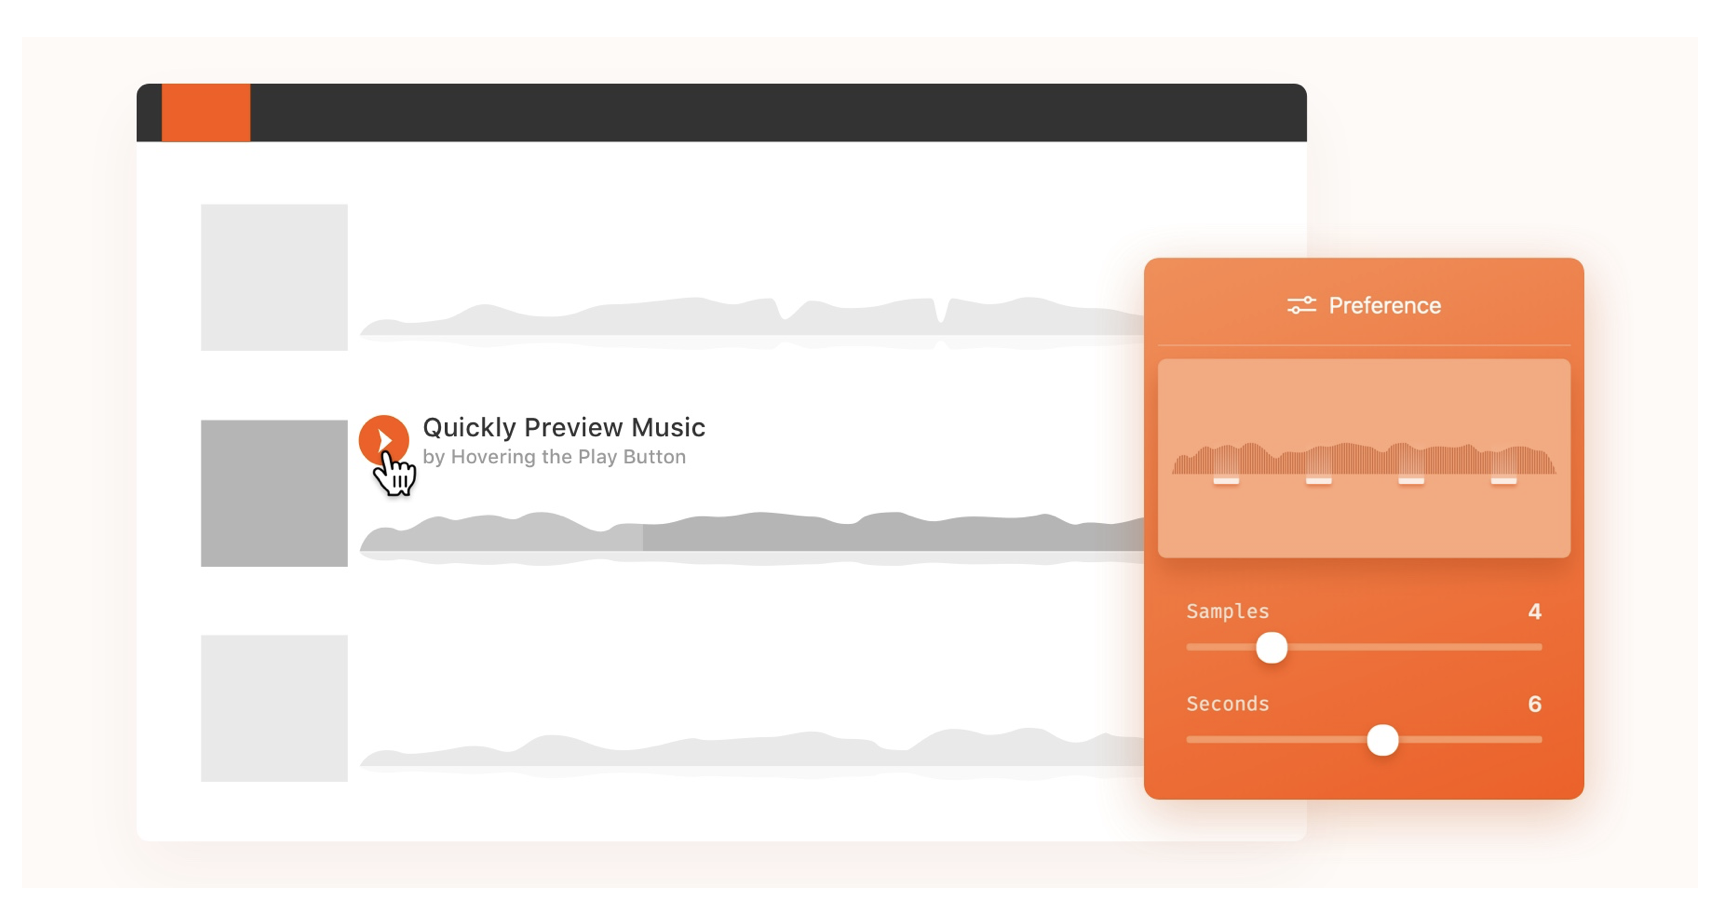 Quickly Preview Music
by Hovering the Play Button
Preference
Samples 4
Seconds 6